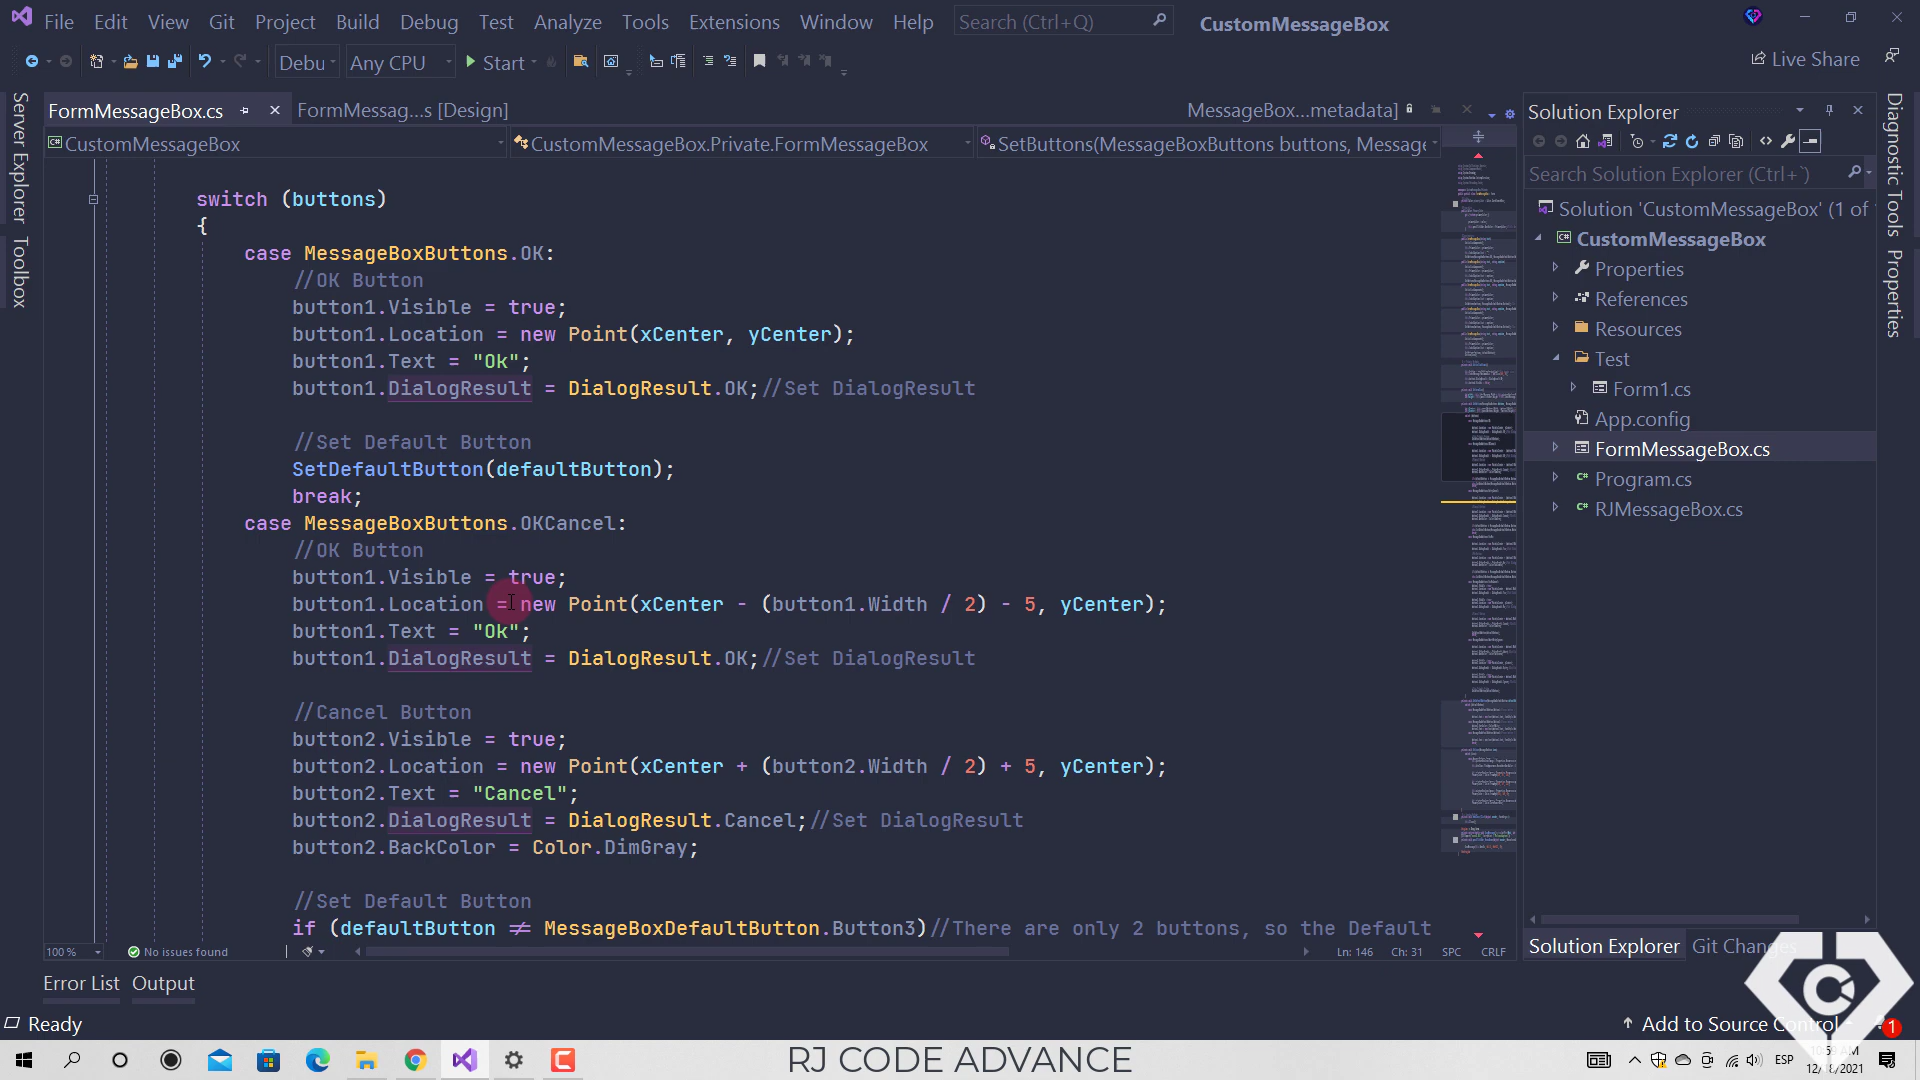 File Edit View Git Project Build Debug Test Analyze Tools Extensions Window Help Search (Ctrl+Q) CustomMessageBox
Debu Any CPU Start Live Share
Server Explorer
Toolbox
FormMessageBox.cs FormMessag...s [Design] MessageBox...metadata]
CustomMessageBox CustomMessageBox.Private.FormMessageBox SetButtons(MessageBoxButtons buttons, Message
switch (buttons)
{
case MessageBoxButtons.OK:
//OK Button
button1.Visible = true;
button1.Location = new Point(xCenter, yCenter);
button1.Text = "Ok";
button1.DialogResult = DialogResult.OK;//Set DialogResult
//Set Default Button
SetDefaultButton(defaultButton);
break;
case MessageBoxButtons.OKCancel:
//OK Button
button1.Visible = true;
button1.Location = new Point(xCenter - (button1.Width / 2) - 5, yCenter);
button1.Text = "Ok";
button1.DialogResult = DialogResult.OK;//Set DialogResult
//Cancel Button
button2.Visible = true;
button2.Location = new Point(xCenter + (button2.Width / 2) + 5, yCenter);
button2.Text = "Cancel";
button2.DialogResult = DialogResult.Cancel;//Set DialogResult
button2.BackColor = Color.DimGray;
//Set Default Button
if (defaultButton ≠ MessageBoxDefaultButton.Button3)//There are only 2 buttons, so the Default
100 % No issues found Ln: 146 Ch: 31 SPC CRLF
Solution Explorer
Search Solution Explorer (Ctrl+`)
Solution 'CustomMessageBox' (1 of
CustomMessageBox
Properties
References
Resources
Test
Form1.cs
App.config
FormMessageBox.cs
Program.cs
RJMessageBox.cs
Solution Explorer Git Changes
Diagnostic Tools
Properties
Error List Output
Ready Add to Source Control 1
RJ CODE ADVANCE
ESP
10:59 AM
12/18/2021